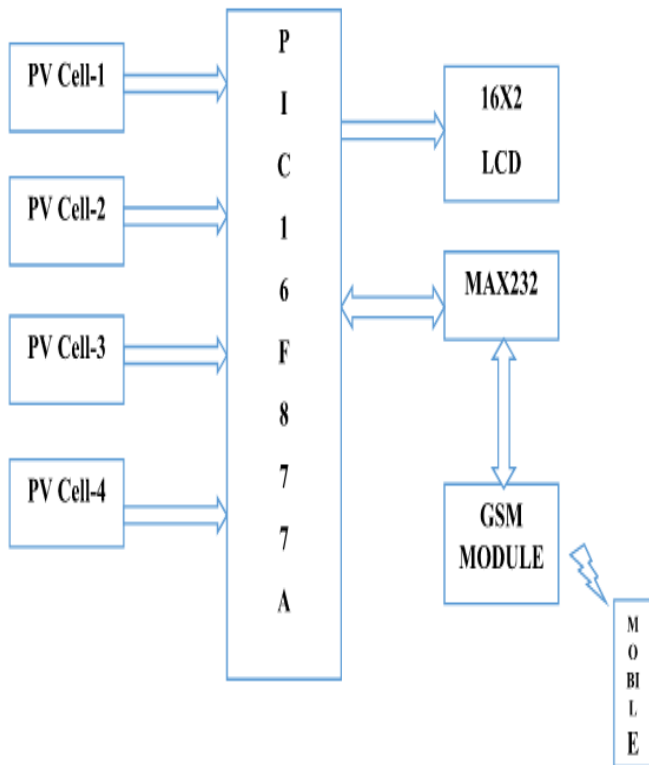 PV Cell-1
PV Cell-2
PV Cell-3
PV Cell-4
P
I
C
1
6
F
8
7
7
A
16X2
LCD
MAX232
GSM
MODULE
M
O
BI
L
E